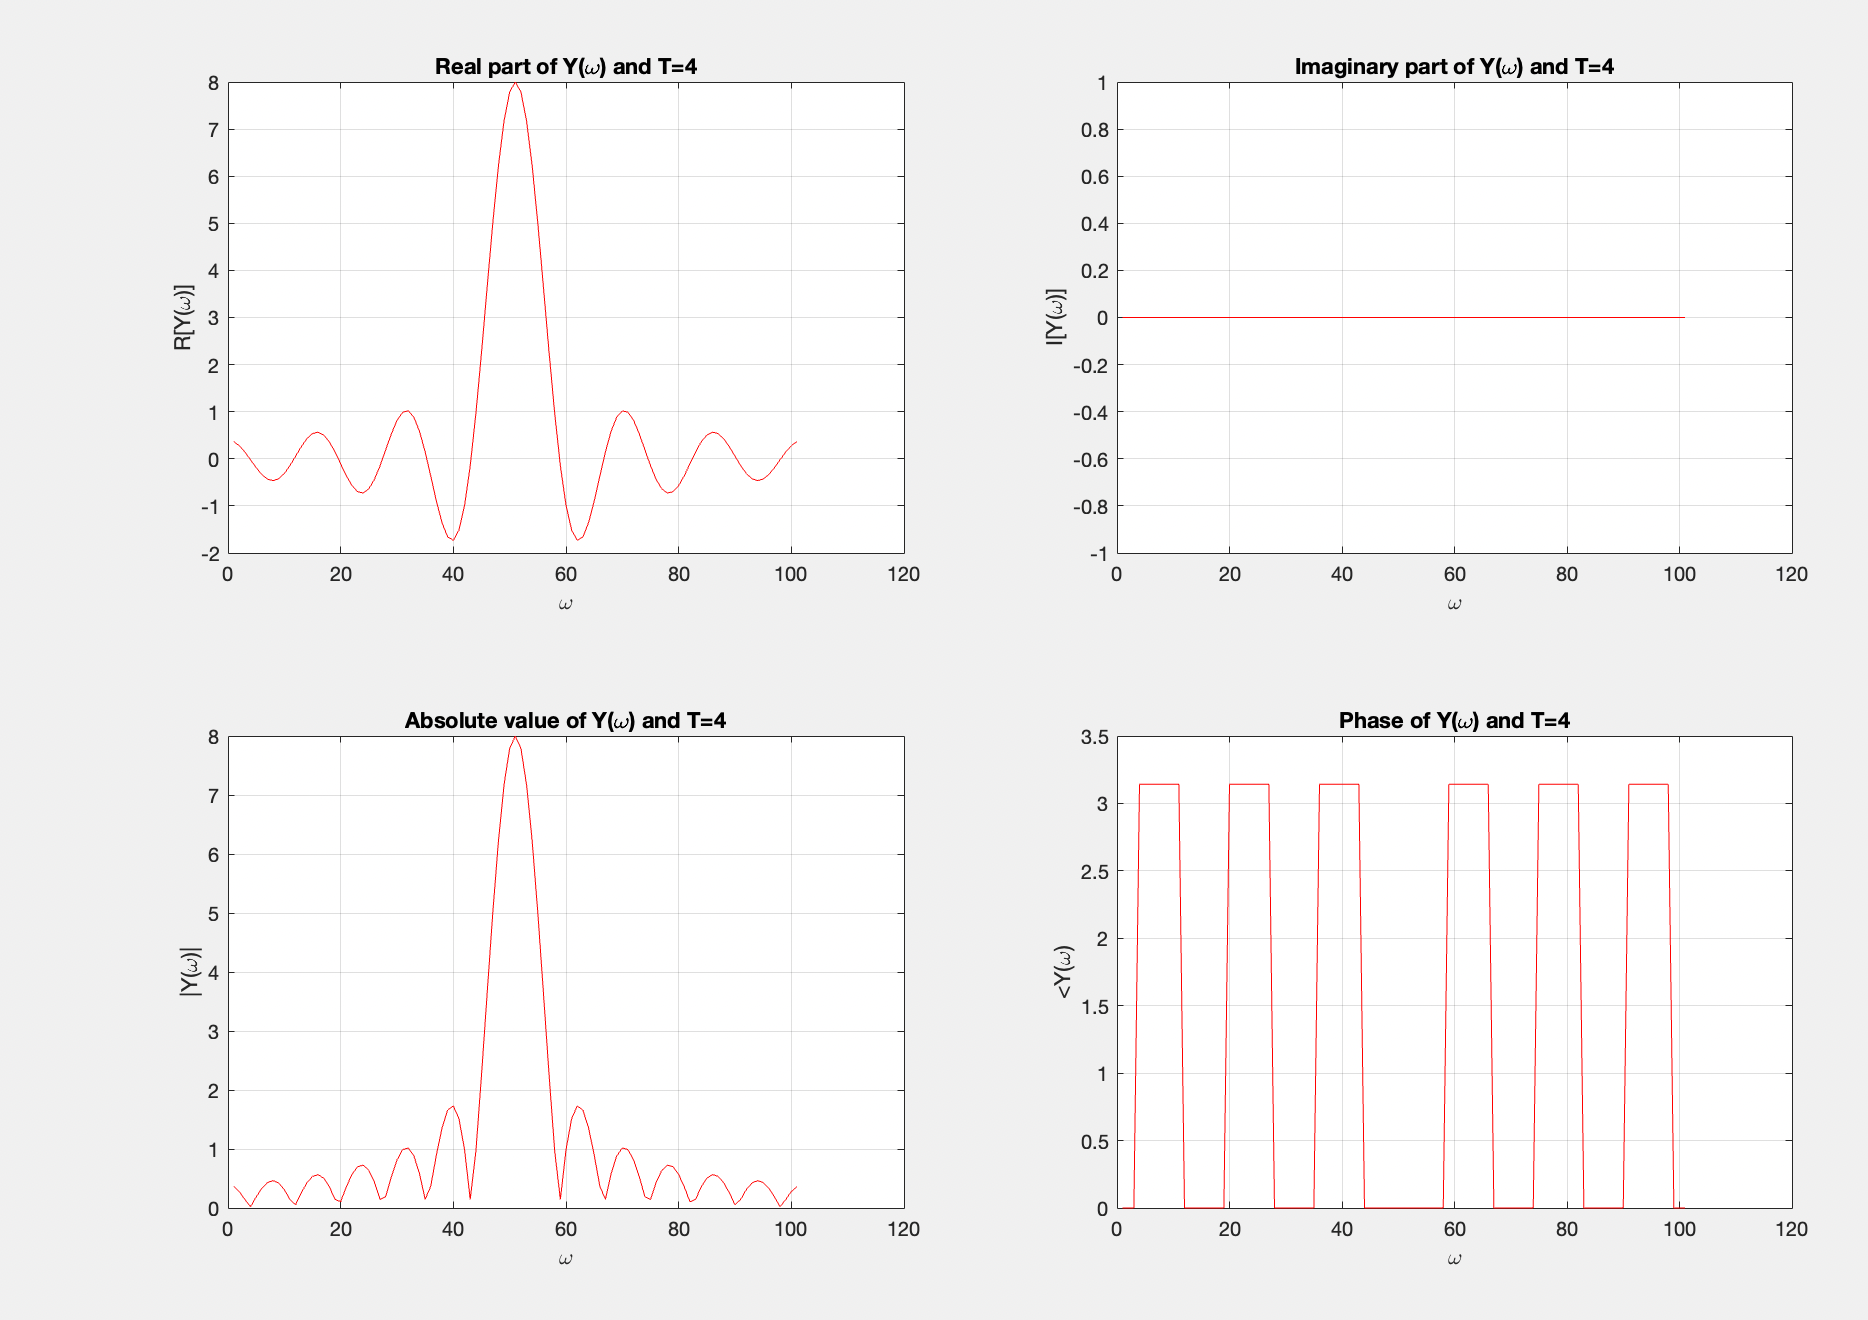 Real part of Y(ω) and T=4
8
7
6
5
4
3
2
1
0
-1
-2
R[Y(ω)]
0 20 40 60 80 100 120
ω
Imaginary part of Y(ω) and T=4
1
0.8
0.6
0.4
0.2
0
-0.2
-0.4
-0.6
-0.8
-1
I[Y(ω)]
0 20 40 60 80 100 120
ω
Absolute value of Y(ω) and T=4
8
7
6
5
4
3
2
1
0
|Y(ω)|
0 20 40 60 80 100 120
ω
Phase of Y(ω) and T=4
3.5
3
2.5
2
1.5
1
0.5
0
<Y(ω)
0 20 40 60 80 100 120
ω